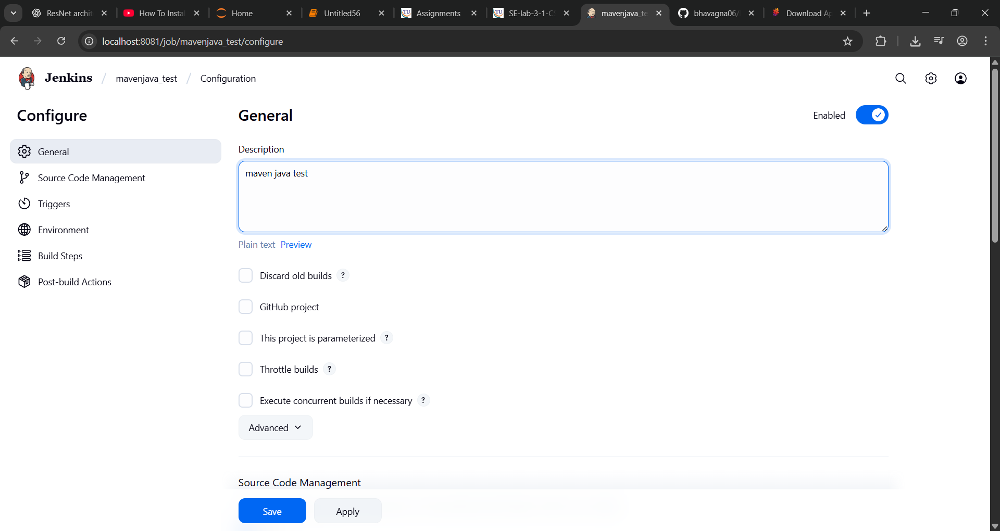 ResNet archit
How To Instal
Home
Untitled56
Assignments
SE-lab-3-1-CS
mavenjava_te
bhavagna06/
Download Ap
localhost:8081/job/mavenjava_test/configure
Jenkins / mavenjava_test / Configuration
Configure
General
Source Code Management
Triggers
Environment
Build Steps
Post-build Actions
General
Enabled
Description
maven java test
Plain text Preview
Discard old builds ?
GitHub project
This project is parameterized ?
Throttle builds ?
Execute concurrent builds if necessary ?
Advanced
Source Code Management
Save Apply